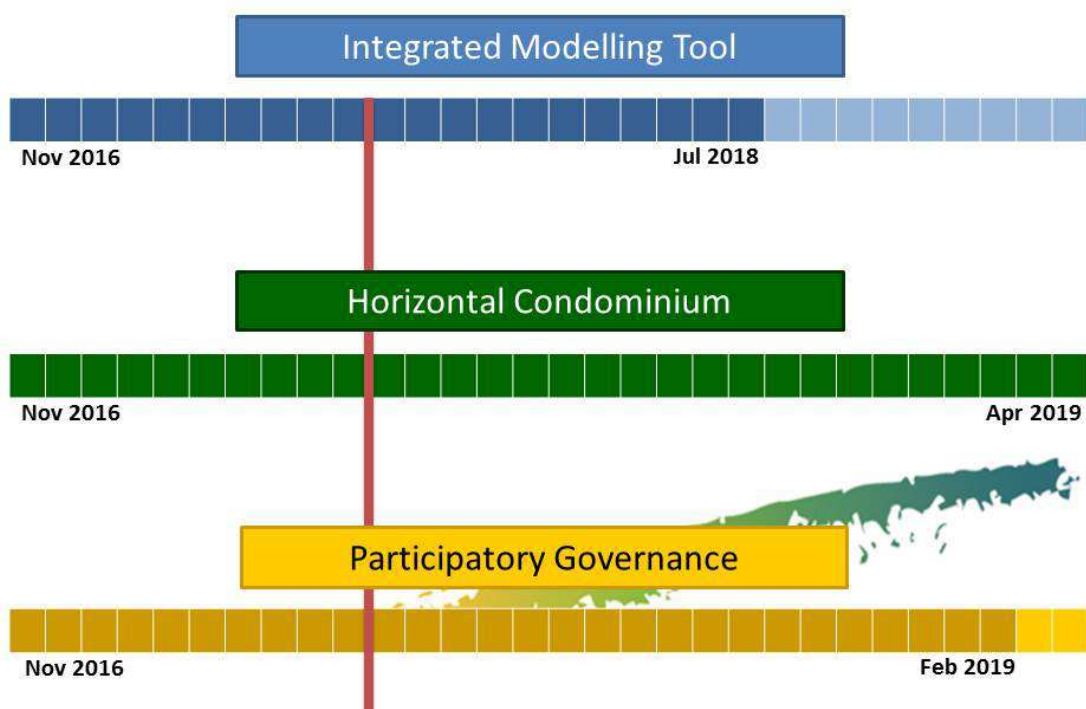 Integrated Modelling Tool
Nov 2016 Jul 2018
Horizontal Condominium
Nov 2016 Apr 2019
Participatory Governance
Nov 2016 Feb 2019